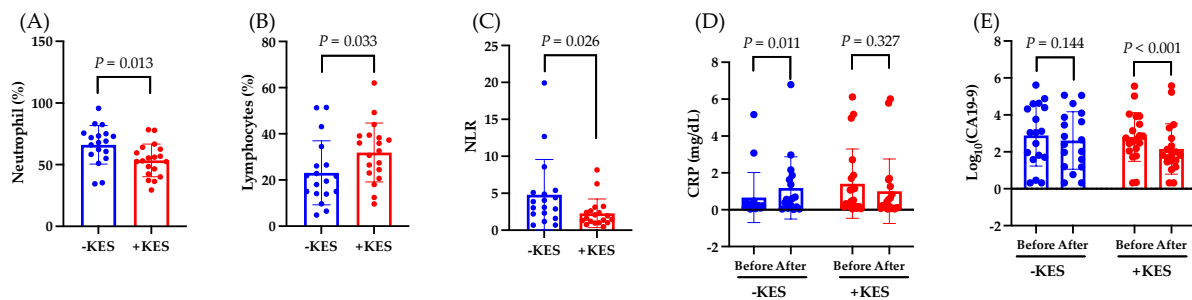 (A)
Neutrophil (%)
150
100
50
0
P = 0.013
-KES +KES
(B)
Lymphocytes (%)
80
60
40
20
0
P = 0.033
-KES +KES
(C)
NLR
25
20
15
10
5
0
P = 0.026
-KES +KES
(D)
CRP (mg/dL)
8
6
4
2
0
-2
P = 0.011
P = 0.327
Before After Before After
-KES +KES
(E)
Log10(CA19-9)
8
6
4
2
0
-2
P = 0.144
P < 0.001
Before After Before After
-KES +KES